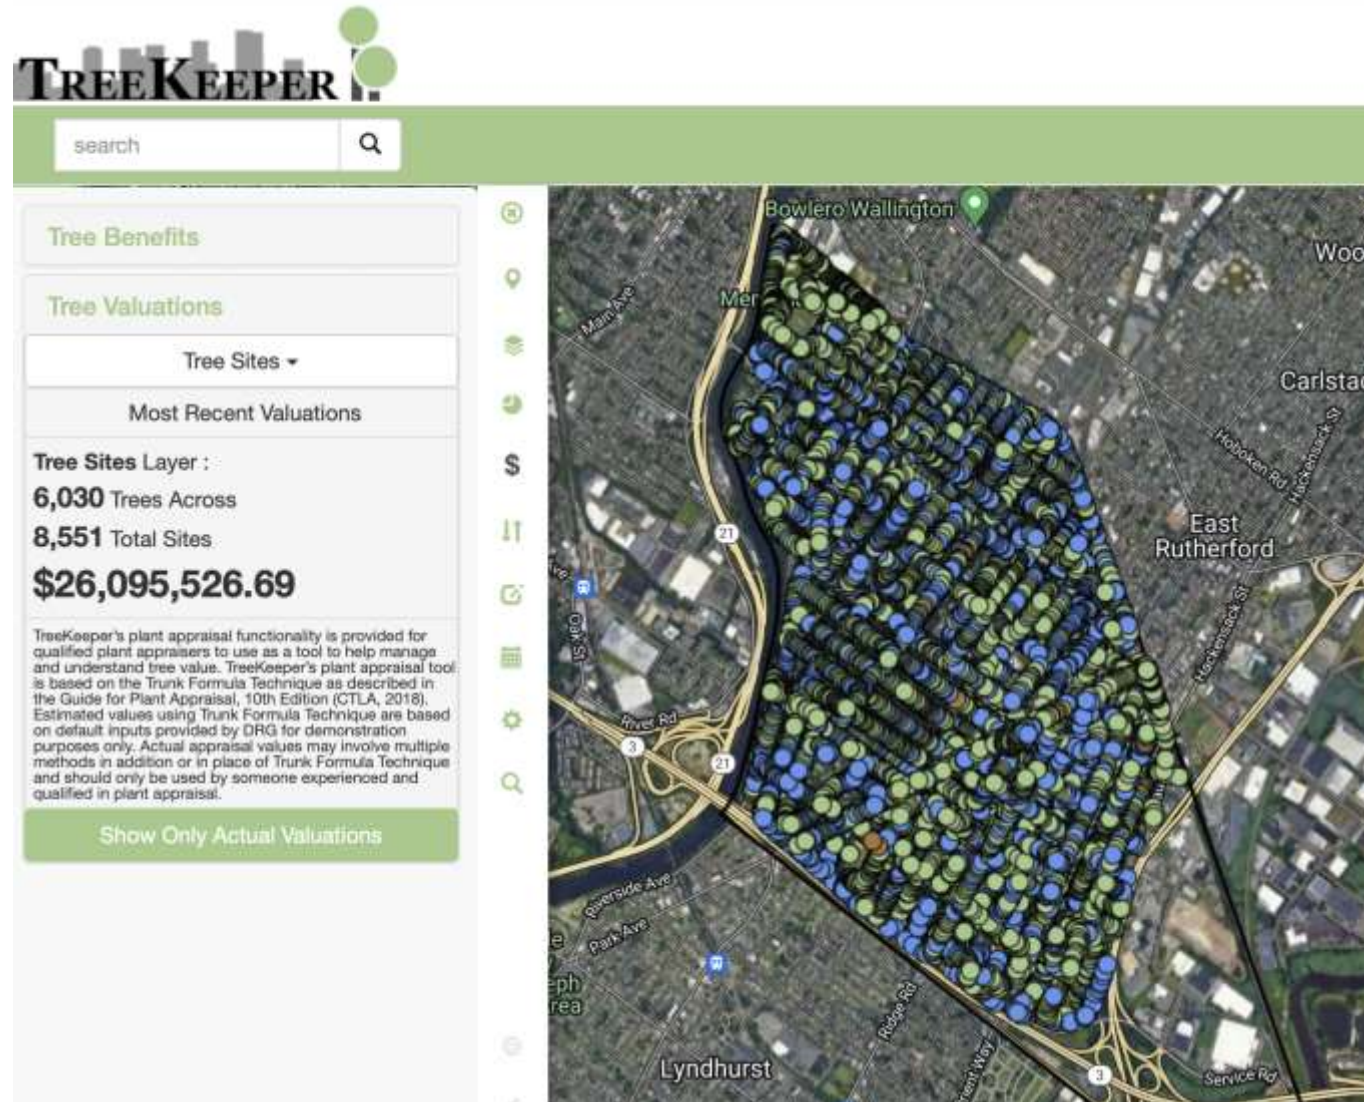 TREEKEEPER
search
Tree Benefits
Tree Valuations
Tree Sites
Most Recent Valuations
Tree Sites Layer :
6,030 Trees Across
8,551 Total Sites
$26,095,526.69
TreeKeeper's plant appraisal functionality is provided for
qualified plant appraisers to use as a tool to help manage
and understand tree value. TreeKeeper's plant appraisal tool
is based on the Trunk Formula Technique as described in
the Guide for Plant Appraisal, 10th Edition (CTLA, 2018).
Estimated values using Trunk Formula Technique are based
on default inputs provided by DRG for demonstration
purposes only. Actual appraisal values may involve multiple
methods in addition or in place of Trunk Formula Technique
and should only be used by someone experienced and
qualified in plant appraisal.
Show Only Actual Valuations
$
Bowlero Wallington
Woo
Mer
Main Ave
Carlstad
Hoboken Rd
Hackensack St
21
East
Rutherford
Ave
Oak St
Hackensack St
River Rd
3
21
Riverside Ave
Park Ave
e
y
eph
rea
Ridge Rd
Lyndhurst
ient Way
3
Service Rd